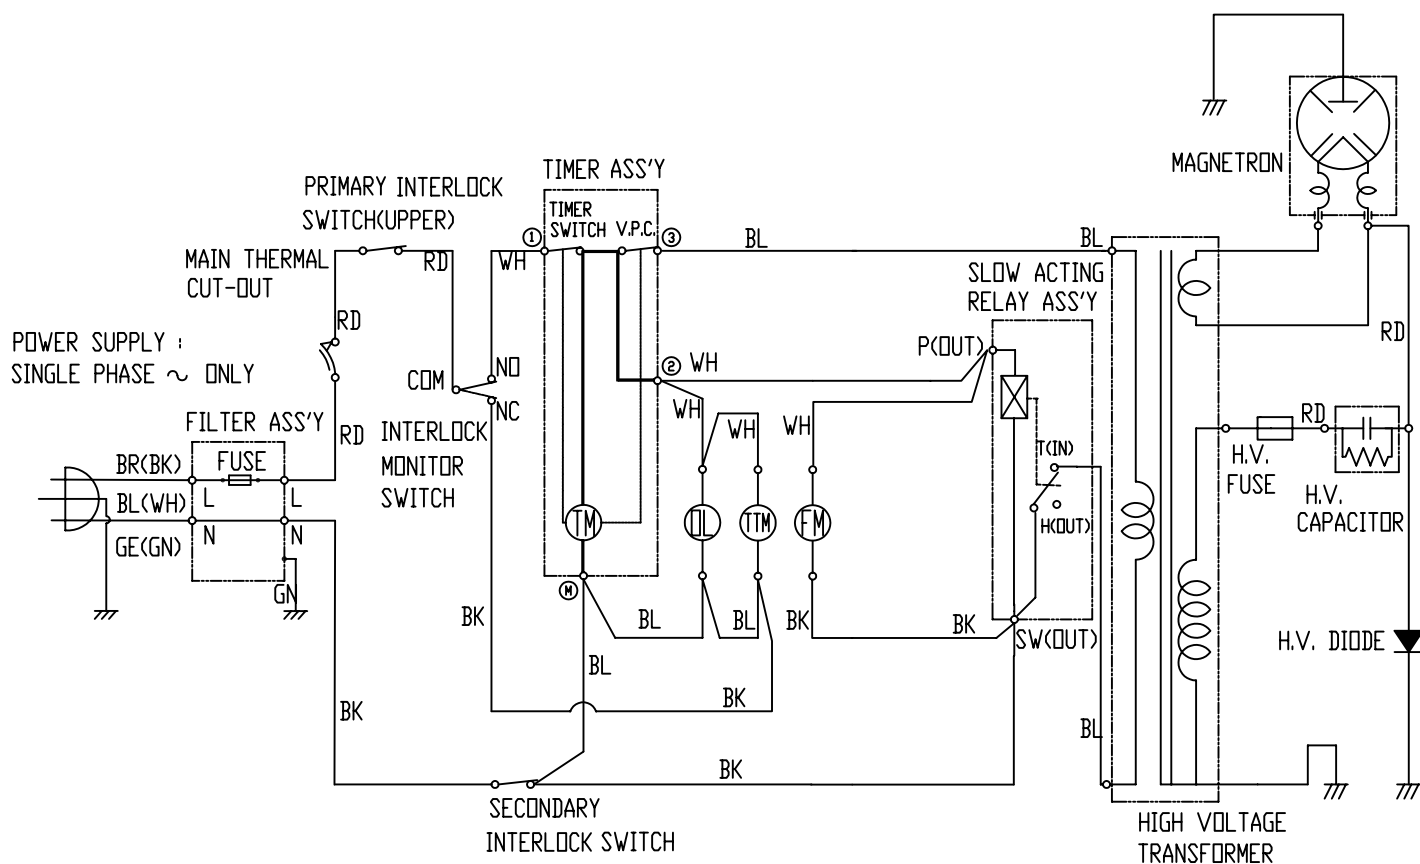 MAGNETRON
TIMER ASS'Y
PRIMARY INTERLOCK
SWITCH(UPPER)
TIMER
SWITCH V.P.C.
1
3
BL
BL
MAIN THERMAL
CUT-OUT
RD
WH
SLOW ACTING
RELAY ASS'Y
RD
RD
POWER SUPPLY :
SINGLE PHASE ~ ONLY
P(OUT)
2
WH
COM
NO
NC
WH
WH
WH
RD
FILTER ASS'Y
RD
INTERLOCK
MONITOR
SWITCH
BR(BK)
FUSE
L
L
BL(WH)
N
N
GE(GN)
GN
T(IN)
H(OUT)
H.V.
FUSE
H.V.
CAPACITOR
TM
OL
TTM
FM
M
BK
BL
BL
BK
BK
SW(OUT)
H.V. DIODE
BL
BK
BK
BL
BK
SECONDARY
INTERLOCK SWITCH
HIGH VOLTAGE
TRANSFORMER